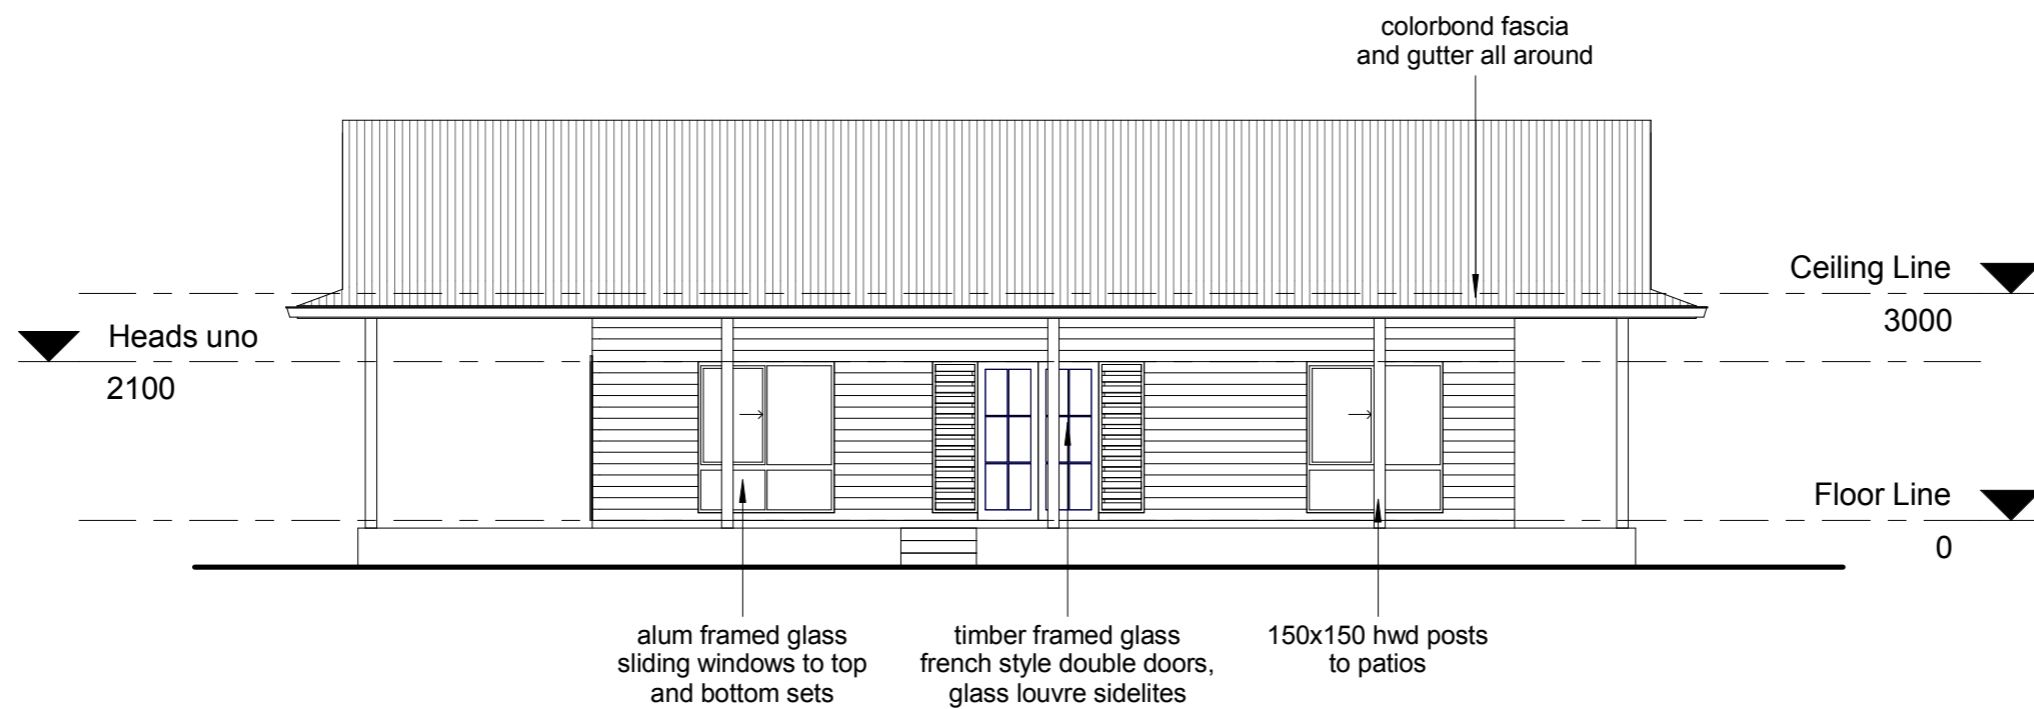 colorbond fascia
and gutter all around
Ceiling Line
3000
Heads uno
2100
Floor Line
0
alum framed glass
sliding windows to top
and bottom sets
timber framed glass
french style double doors,
glass louvre sidelites
150x150 hwd posts
to patios